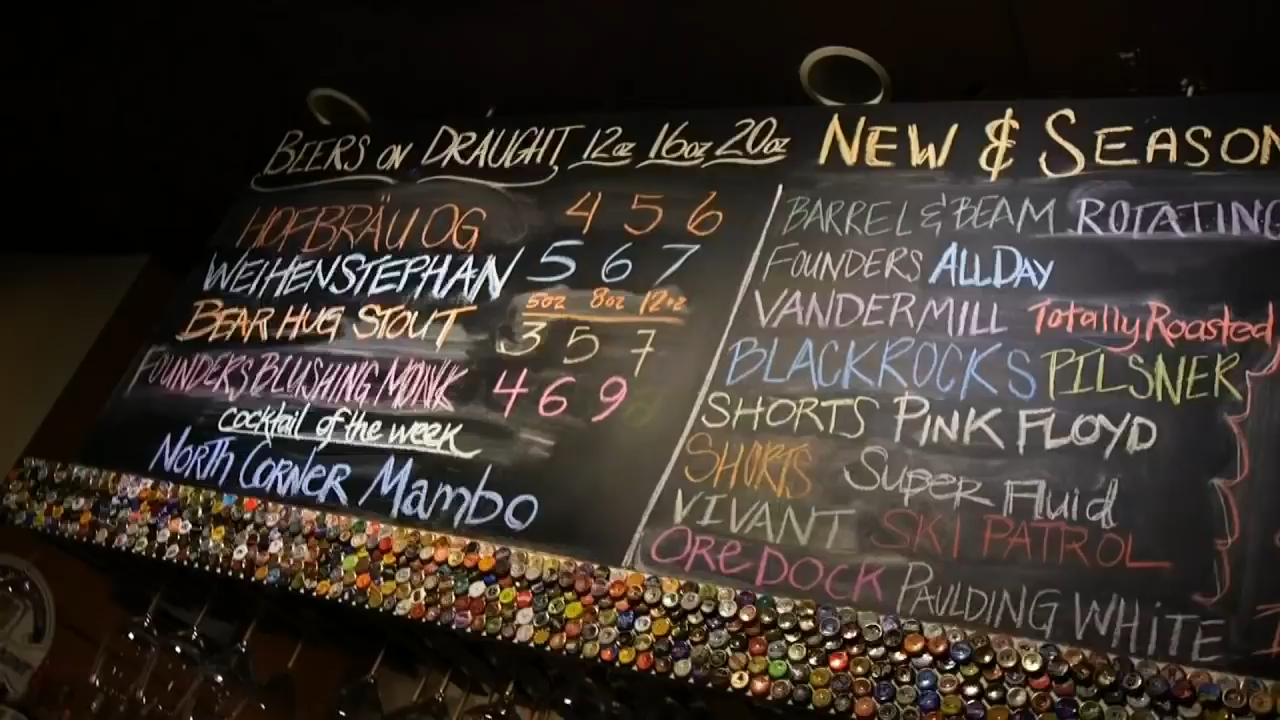 BEERS ON DRAUGHT 12oz 16oz 20oz
HOFBRÄU OG 4 5 6
WEIHENSTEPHAN 5 6 7
5oz 8oz 12oz
BEAR HUG STOUT 3 5 7
FOUNDERS BLUSHING MONK 4 6 9
cocktail of the week
NORTH CORNER Mambo
NEW & SEASON
BARREL & BEAM ROTATING
FOUNDERS ALL DAY
VANDERMILL Totally Roasted
BLACKROCKS PILSNER
SHORTS PINK FLOYD
SHORTS Super Fluid
VIVANT SKI PATROL
ORE DOCK PAULDING WHITE